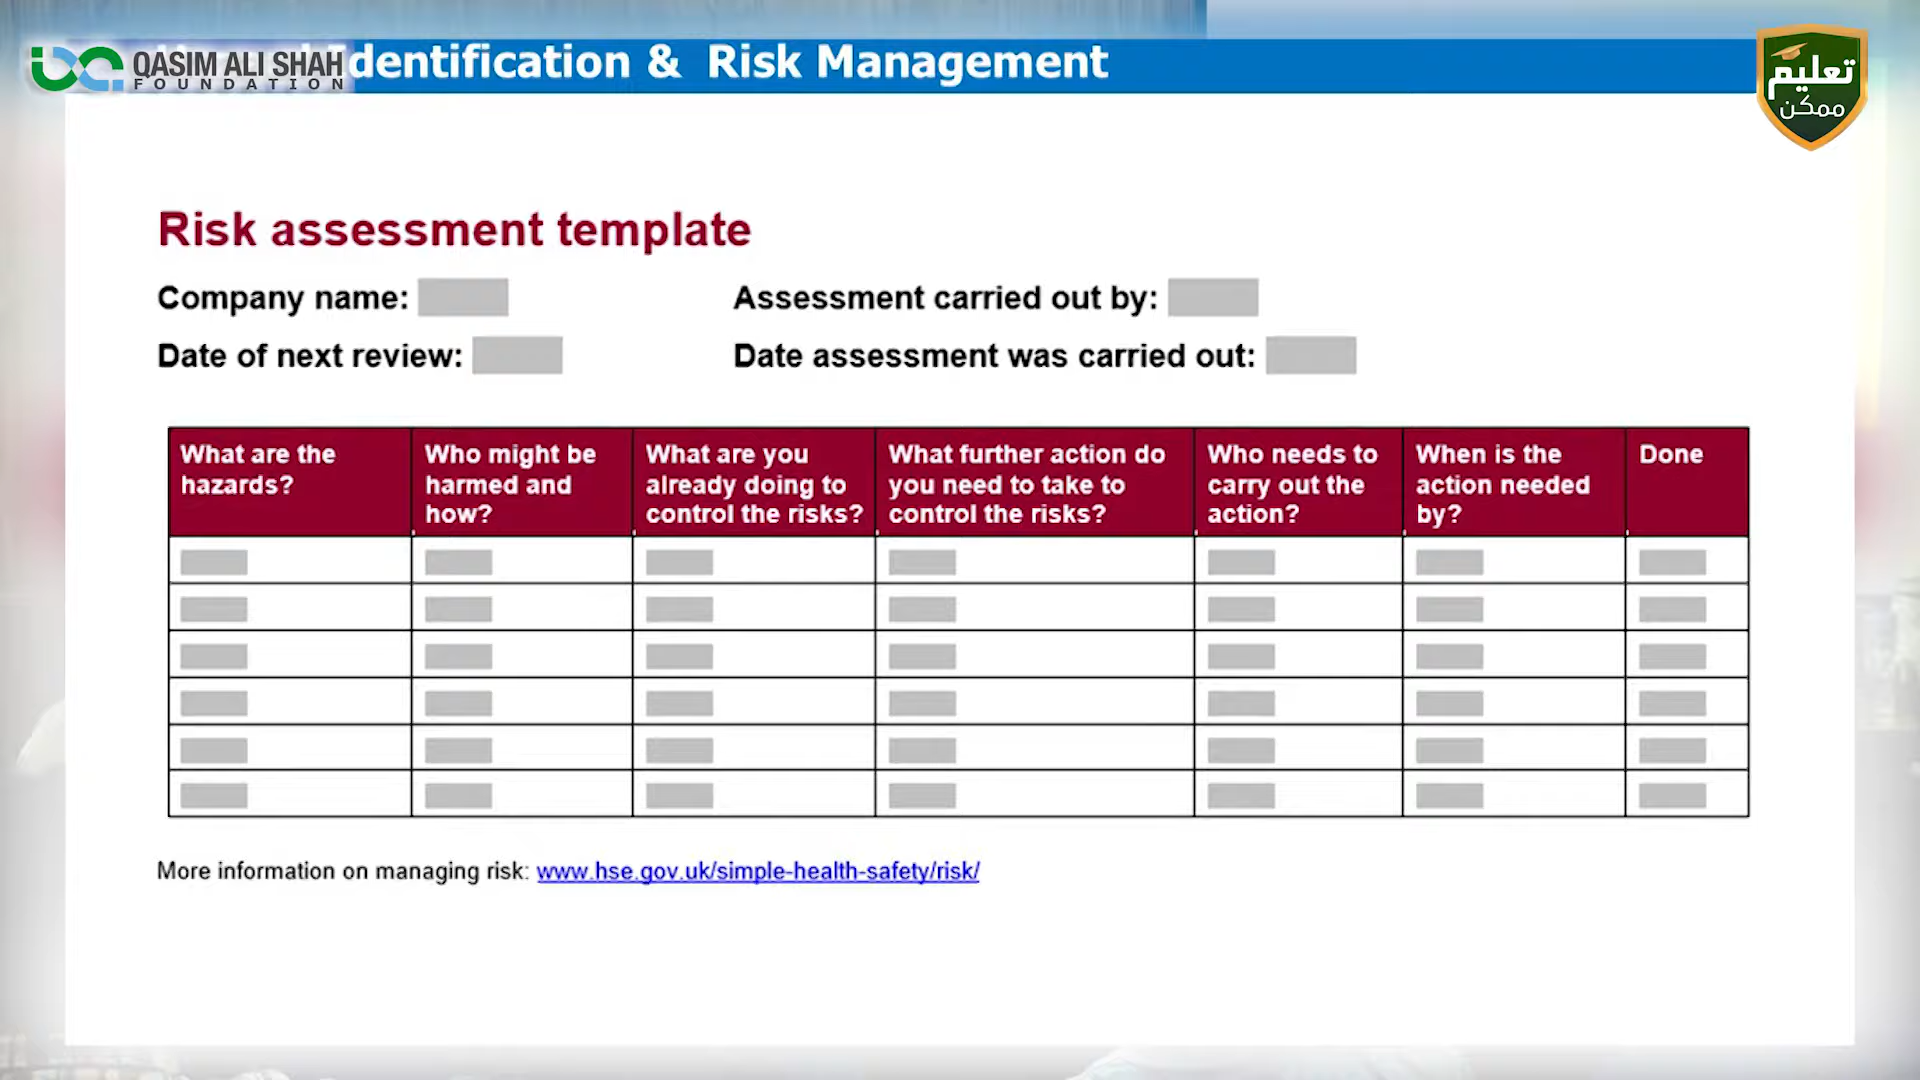 QASIM ALI SHAH
FOUNDATION
Identification & Risk Management
تعلیم
ممکن
Risk assessment template
Company name:
Assessment carried out by:
Date of next review:
Date assessment was carried out:
What are the
hazards?
Who might be
harmed and
how?
What are you
already doing to
control the risks?
What further action do
you need to take to
control the risks?
Who needs to
carry out the
action?
When is the
action needed
by?
Done
More information on managing risk: www.hse.gov.uk/simple-health-safety/risk/